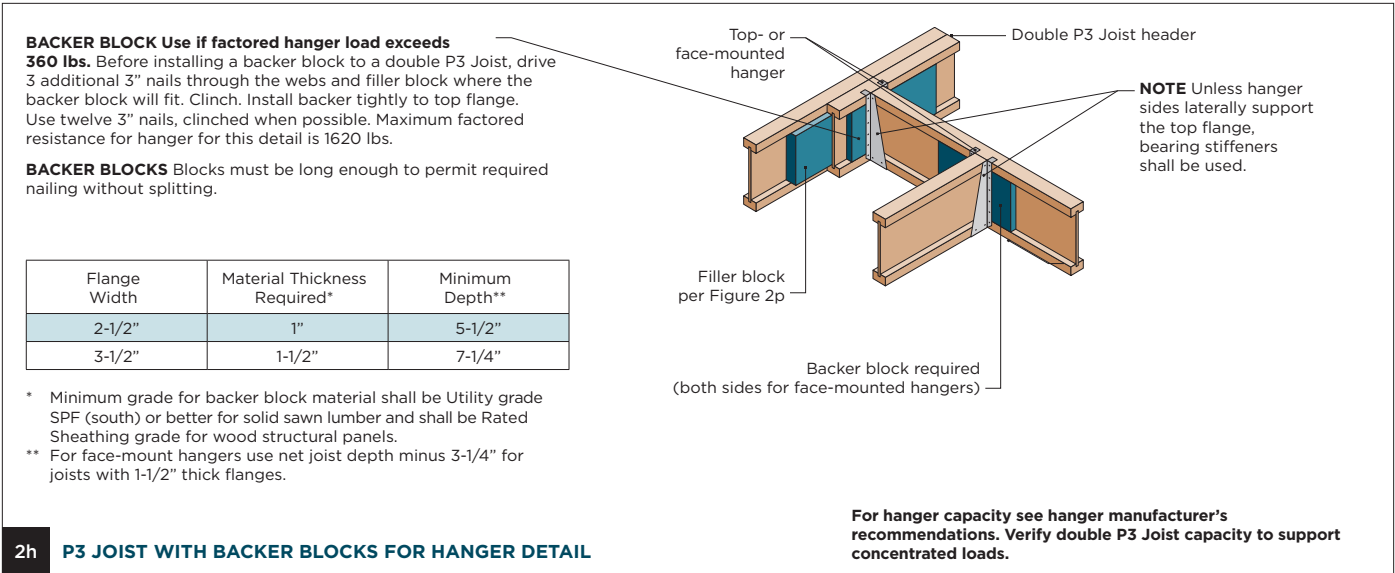 BACKER BLOCK Use if factored hanger load exceeds
360 lbs. Before installing a backer block to a double P3 Joist, drive
3 additional 3” nails through the webs and filler block where the
backer block will fit. Clinch. Install backer tightly to top flange.
Use twelve 3” nails, clinched when possible. Maximum factored
resistance for hanger for this detail is 1620 lbs.
BACKER BLOCKS Blocks must be long enough to permit required
nailing without splitting.
Flange
Width
Material Thickness
Required*
Minimum
Depth**
2-1/2” 1” 5-1/2”
3-1/2” 1-1/2” 7-1/4”
* Minimum grade for backer block material shall be Utility grade
SPF (south) or better for solid sawn lumber and shall be Rated
Sheathing grade for wood structural panels.
** For face-mount hangers use net joist depth minus 3-1/4” for
joists with 1-1/2” thick flanges.
Top- or
face-mounted
hanger
Double P3 Joist header
NOTE Unless hanger
sides laterally support
the top flange,
bearing stiffeners
shall be used.
Filler block
per Figure 2p
Backer block required
(both sides for face-mounted hangers)
For hanger capacity see hanger manufacturer’s
recommendations. Verify double P3 Joist capacity to support
concentrated loads.
2h P3 JOIST WITH BACKER BLOCKS FOR HANGER DETAIL